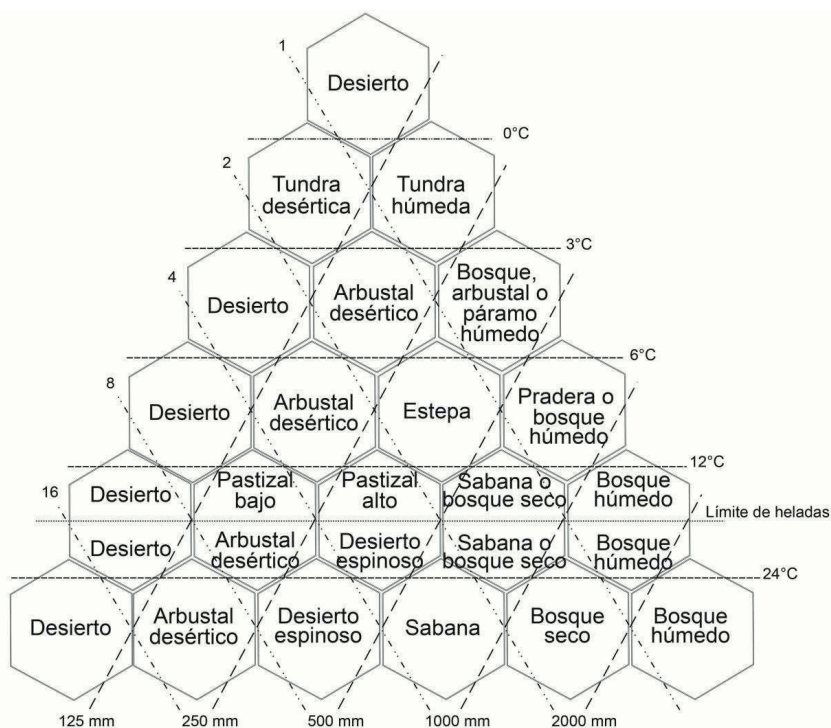 1
Desierto
0°C
2
Tundra
desértica
Tundra
húmeda
3°C
4
Desierto
Arbustal
desértico
Bosque,
arbustal o
páramo
húmedo
6°C
8
Desierto
Arbustal
desértico
Estepa
Pradera o
bosque
húmedo
12°C
16
Desierto
Pastizal
bajo
Pastizal
alto
Sabana o
bosque seco
Bosque
húmedo
Límite de heladas
Desierto
Arbustal
desértico
Desierto
espinoso
Sabana o
bosque seco
Bosque
húmedo
24°C
Desierto
Arbustal
desértico
Desierto
espinoso
Sabana
Bosque
seco
Bosque
húmedo
125 mm
250 mm
500 mm
1000 mm
2000 mm